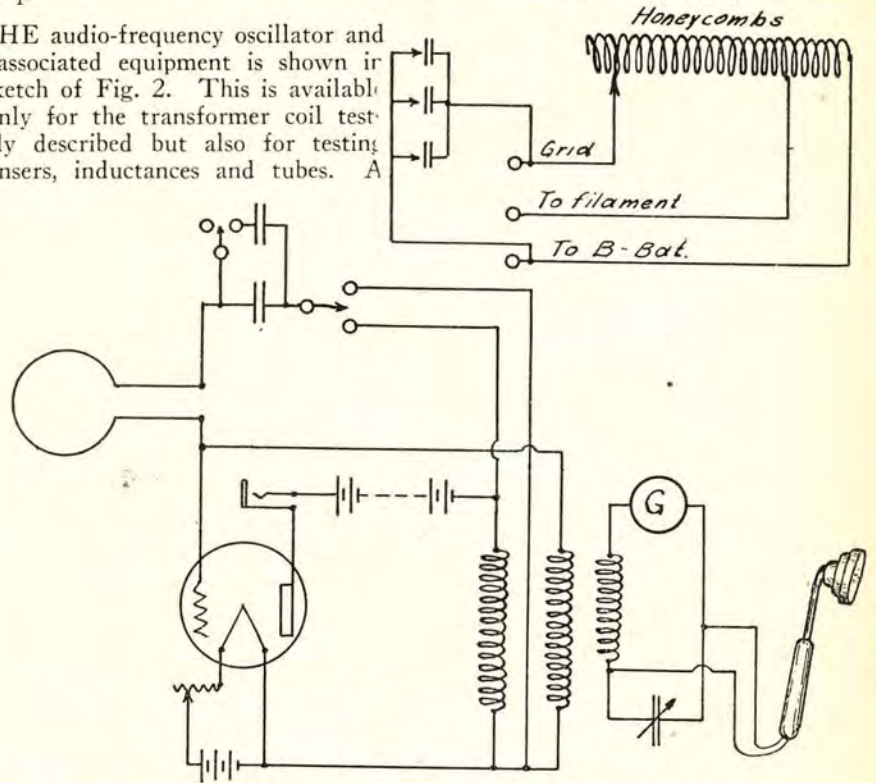 HE audio-frequency oscillator and
associated equipment is shown in
ketch of Fig. 2. This is available
nly for the transformer coil test-
ly described but also for testing
nsers, inductances and tubes. A
Honeycombs
Grid
To filament
To B-Bat.
G